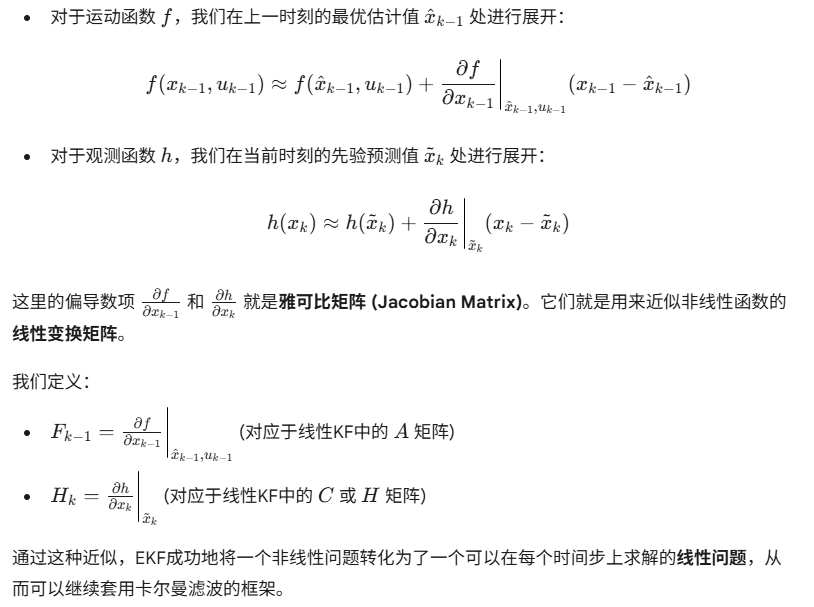 • 对于运动函数 $f$，我们在上一时刻的最优估计值 $\hat{x}_{k-1}$ 处进行展开：
$f(x_{k-1}, u_{k-1}) \approx f(\hat{x}_{k-1}, u_{k-1}) + \left.\frac{\partial f}{\partial x_{k-1}}\right|_{\hat{x}_{k-1}, u_{k-1}} (x_{k-1} - \hat{x}_{k-1})$
• 对于观测函数 $h$，我们在当前时刻的先验预测值 $\tilde{x}_k$ 处进行展开：
$h(x_k) \approx h(\tilde{x}_k) + \left.\frac{\partial h}{\partial x_k}\right|_{\tilde{x}_k} (x_k - \tilde{x}_k)$
这里的偏导数项 $\frac{\partial f}{\partial x_{k-1}}$ 和 $\frac{\partial h}{\partial x_k}$ 就是雅可比矩阵 (Jacobian Matrix)。它们就是用来近似非线性函数的
线性变换矩阵。
我们定义：
• $F_{k-1} = \left.\frac{\partial f}{\partial x_{k-1}}\right|_{\hat{x}_{k-1}, u_{k-1}}$ (对应于线性KF中的 $A$ 矩阵)
• $H_k = \left.\frac{\partial h}{\partial x_k}\right|_{\tilde{x}_k}$ (对应于线性KF中的 $C$ 或 $H$ 矩阵)
通过这种近似，EKF成功地将一个非线性问题转化为了一个可以在每个时间步上求解的线性问题，从
而可以继续套用卡尔曼滤波的框架。